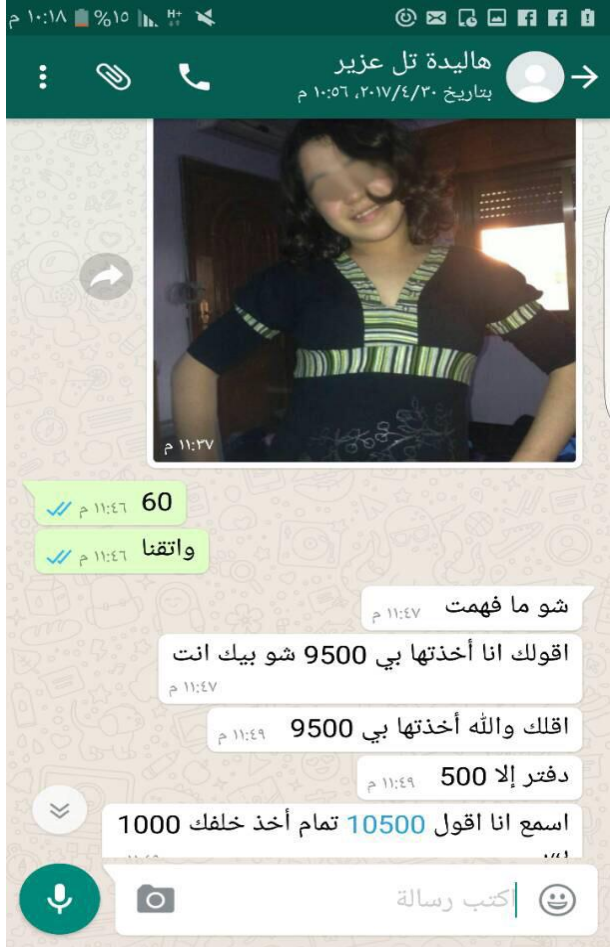 ١٠:١٨ م %١٥ H+
هاليدة تل عزير
بتاريخ ٢٠١٧/٤/٣٠، ١٠:٥٦ م
١١:٣٧ م
60 ١١:٤٦ م
واتقنا ١١:٤٦ م
شو ما فهمت ١١:٤٧ م
اقولك انا أخذتها بي 9500 شو بيك انت
١١:٤٧ م
اقلك والله أخذتها بي 9500 ١١:٤٩ م
دفتر إلا 500 ١١:٤٩ م
اسمع انا اقول 10500 تمام أخذ خلفك 1000
اكتب رسالة